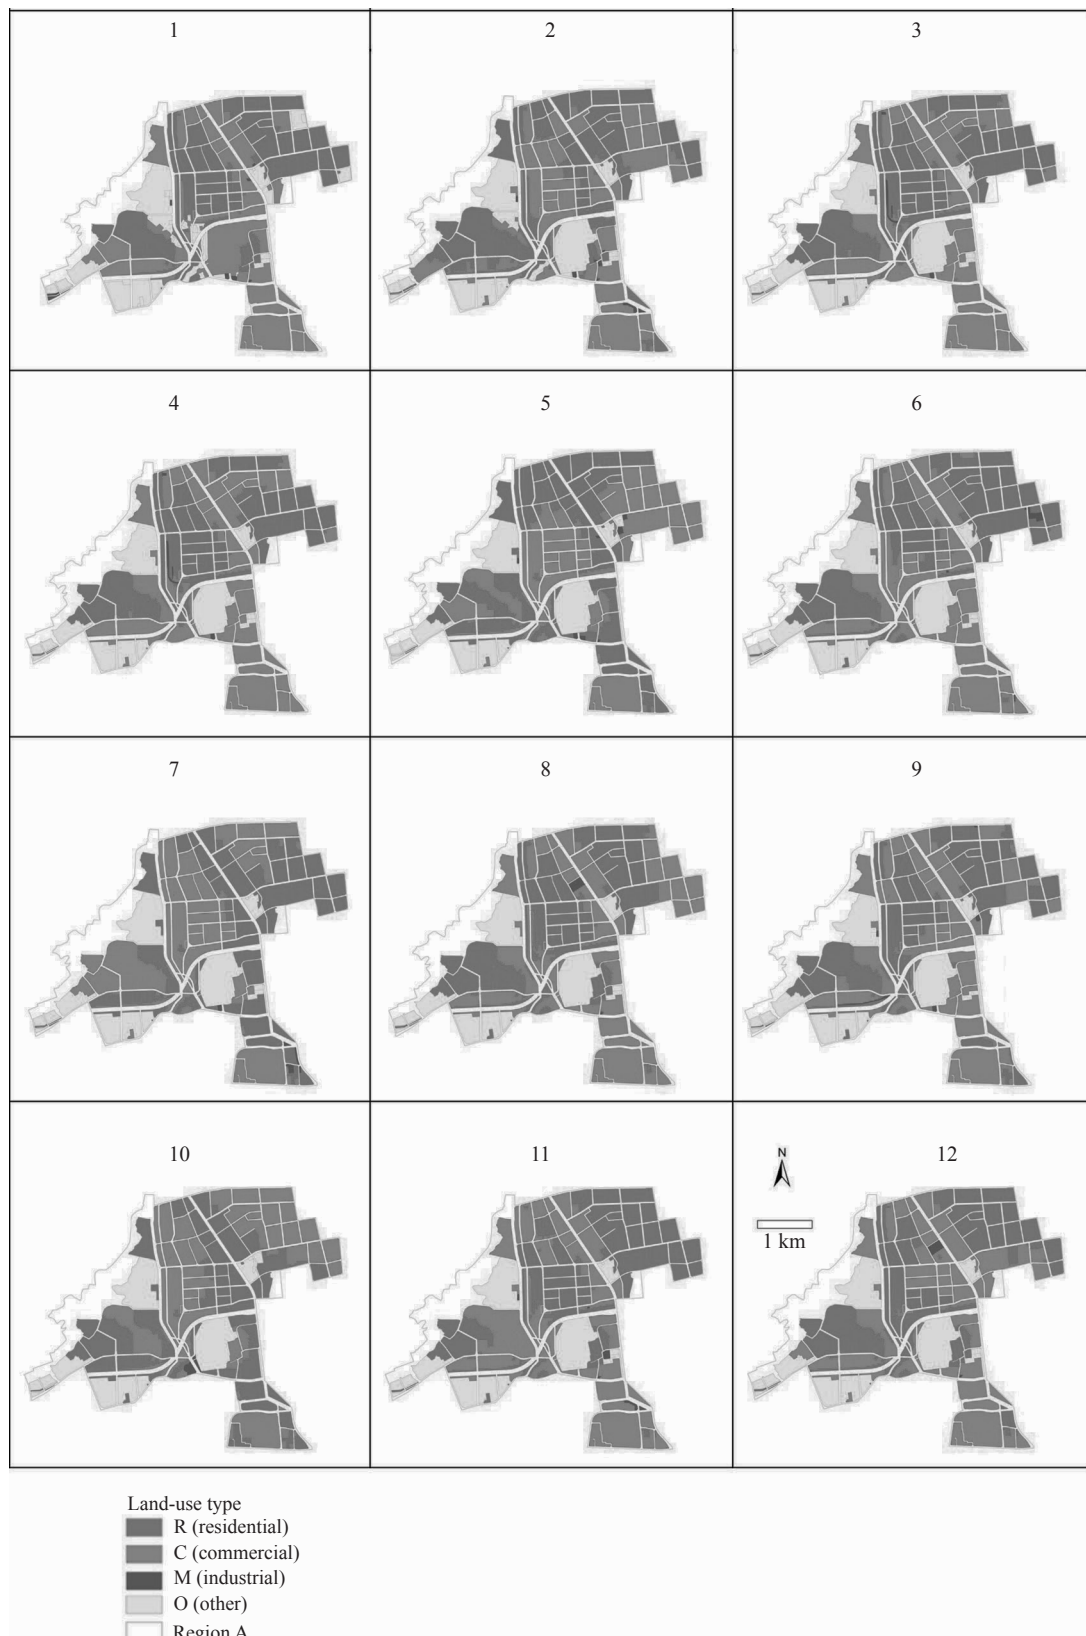 1
2
3
4
5
6
7
8
9
10
11
12
N
1 km
Land-use type
R (residential)
C (commercial)
M (industrial)
O (other)
Region A